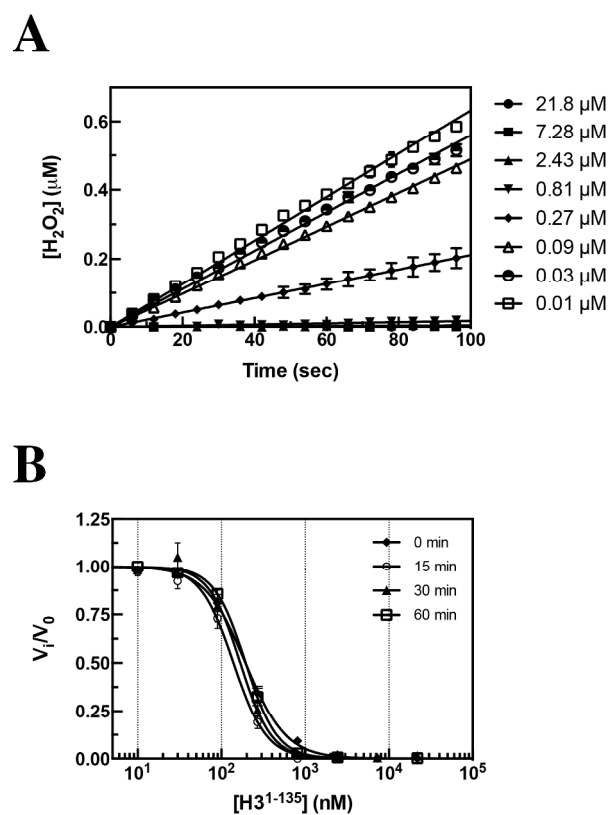 A
[H2O2] (μM)
0.6
0.4
0.2
0.0
0
20
40
60
80
100
Time (sec)
21.8 μM
7.28 μM
2.43 μM
0.81 μM
0.27 μM
0.09 μM
0.03 μM
0.01 μM
B
Vi/V0
1.25
1.00
0.75
0.50
0.25
0.00
10^1
10^2
10^3
10^4
10^5
[H3^1-135] (nM)
0 min
15 min
30 min
60 min